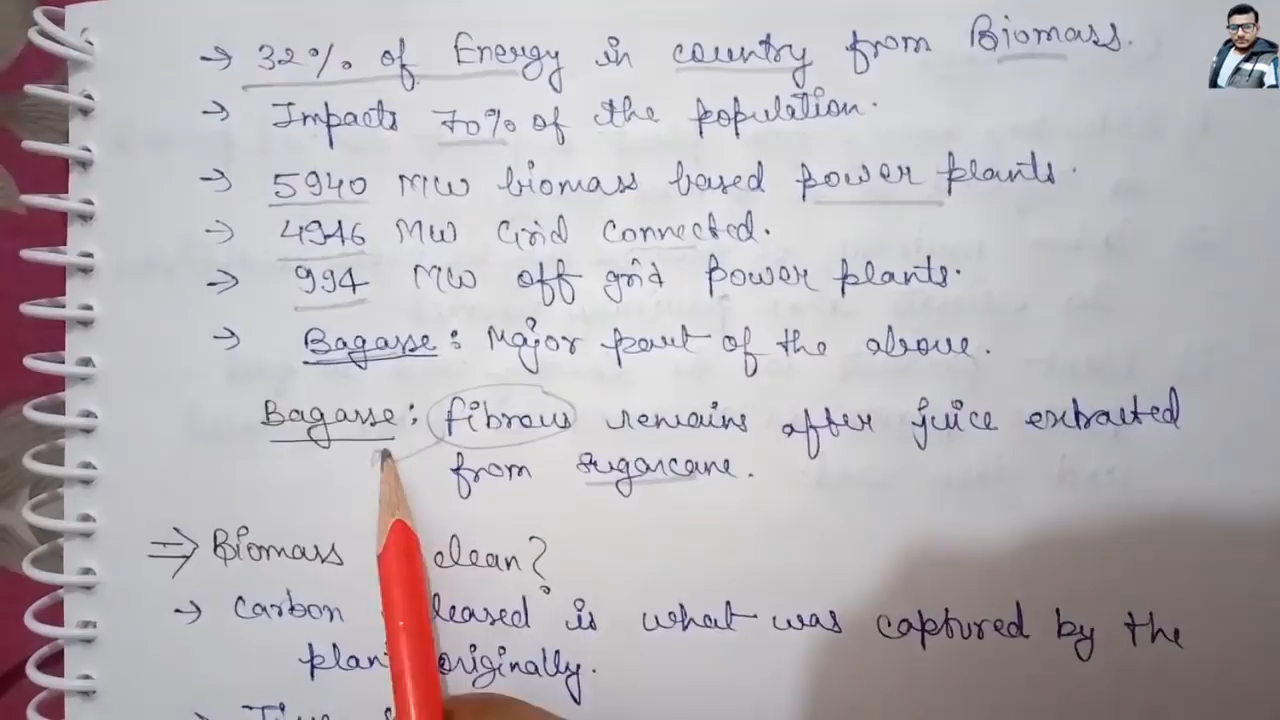 → 32% of Energy in country from Biomass.
→ Impacts 70% of the population.
→ 5940 MW biomass based power plants.
→ 4946 MW Grid Connected.
→ 994 MW off grid power plants.
→ Bagasse: Major part of the above.
Bagasse: fibrous remains after juice extracted
from sugarcane.
⇒ Biomass clean?
→ Carbon leased is what was captured by the
plan originally.
→